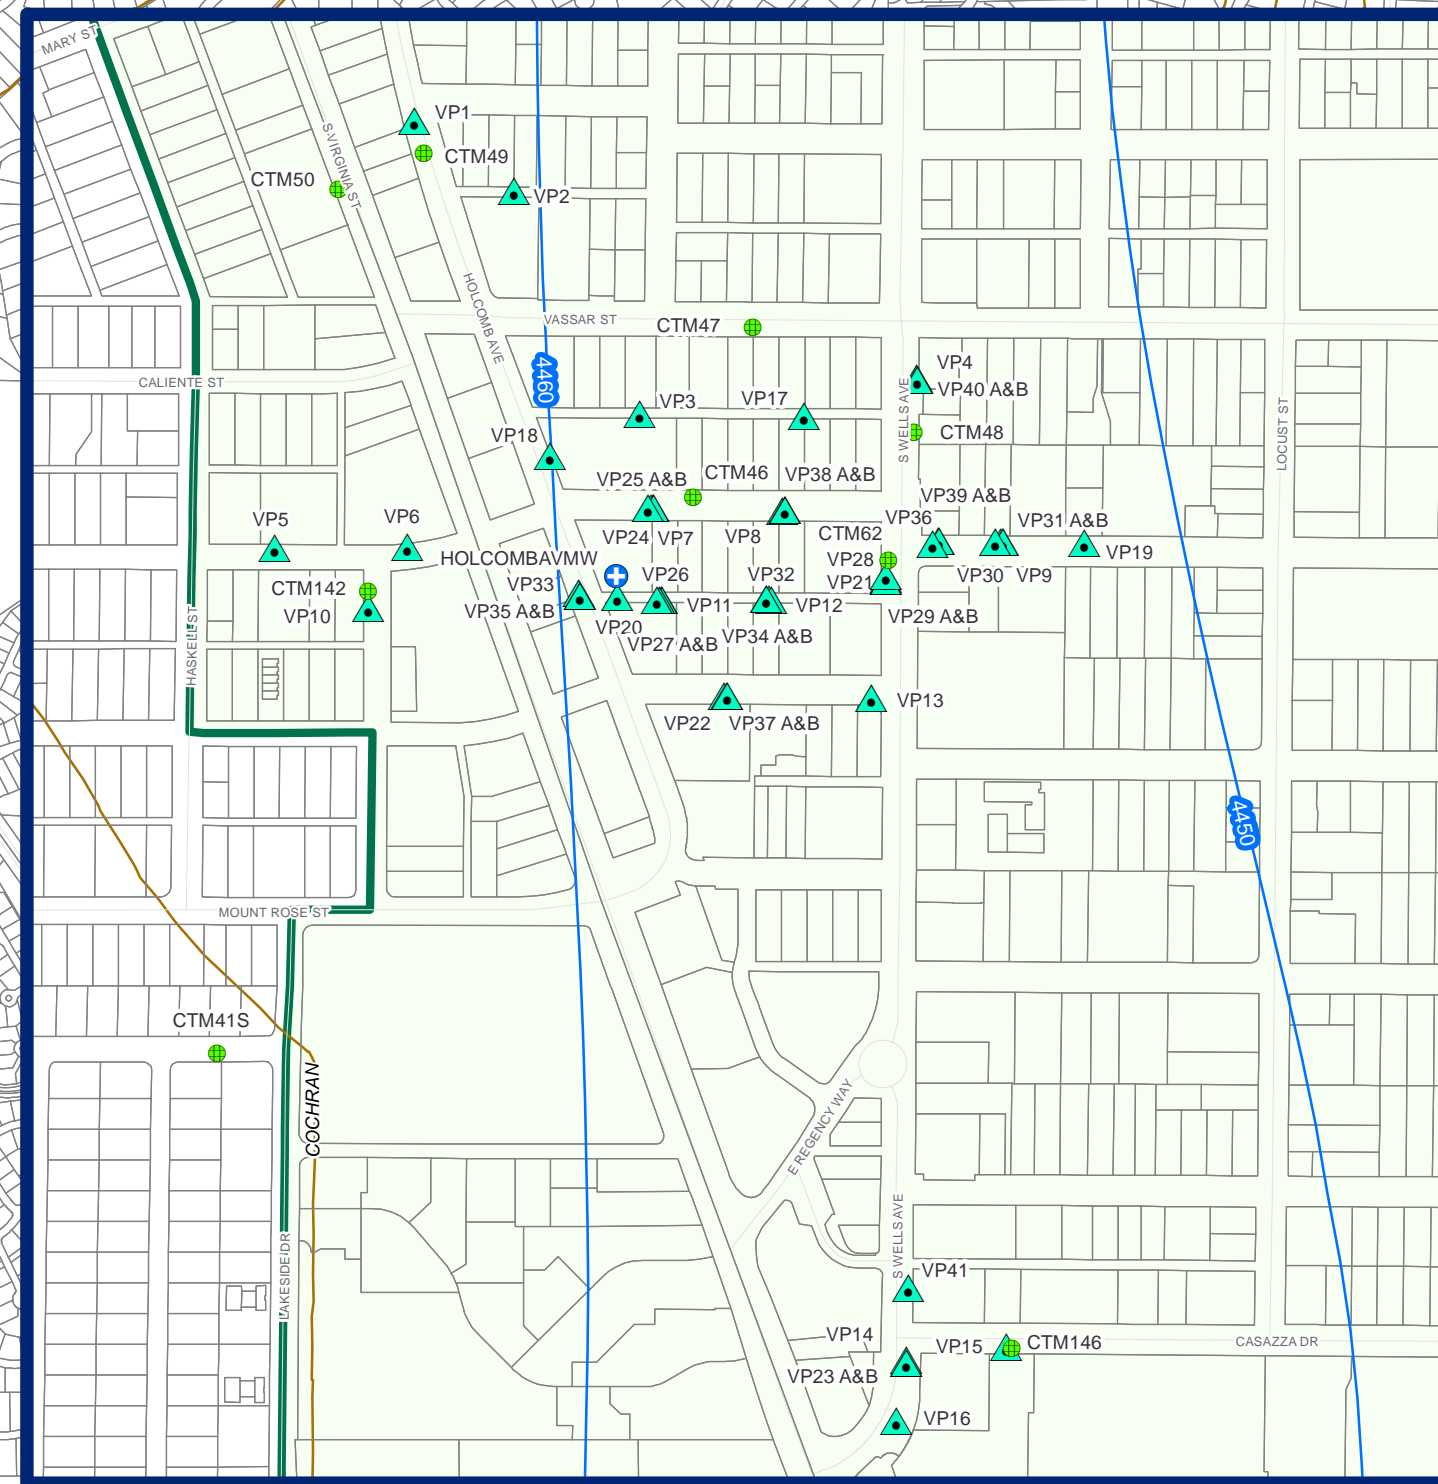 MARY ST
VP1
S VIRGINIA ST
CTM49
CTM50
VP2
HOLCOMB AVE
VASSAR ST
CTM47
4460
VP4
CALIENTE ST
S WELLS AVE
VP40 A&B
VP3
VP17
LOCUST ST
VP18
CTM48
CTM46
VP25 A&B
VP38 A&B
VP39 A&B
VP5
VP6
VP36
VP31 A&B
VP24
VP7
VP8
CTM62
VP19
HOLCOMBAVMW
VP28
VP30
VP9
VP33
VP26
VP32
VP21
CTM142
VP35 A&B
VP11
VP12
VP10
VP20
VP29 A&B
VP27 A&B
VP34 A&B
HASKELL ST
VP13
VP22
VP37 A&B
4450
MOUNT ROSE ST
CTM41S
COCHRAN
E REGENCY WAY
S WELLS AVE
LAKESIDE DR
VP41
VP14
VP15
CTM146
CASAZZA DR
VP23 A&B
VP16